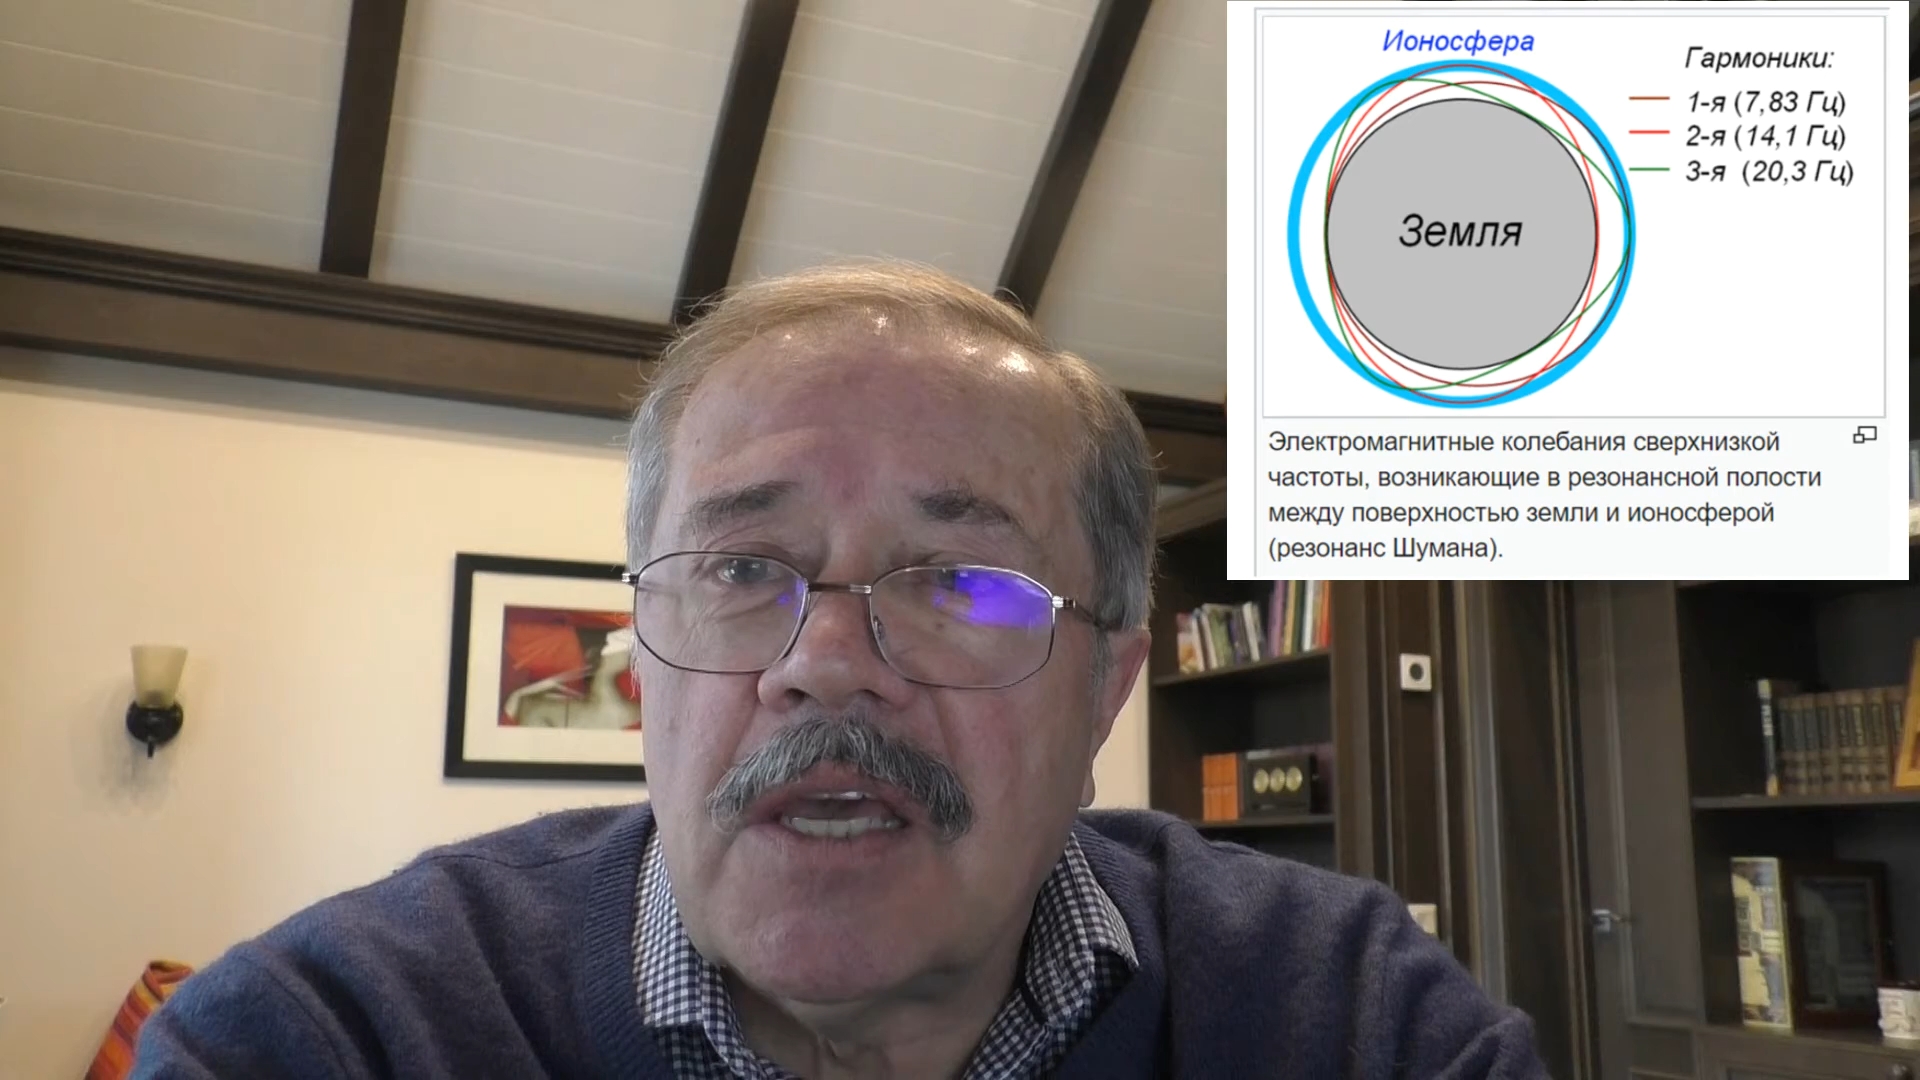 Ионосфера
Гармоники:
1-я (7,83 Гц)
2-я (14,1 Гц)
3-я (20,3 Гц)
Земля
Электромагнитные колебания сверхнизкой
частоты, возникающие в резонансной полости
между поверхностью земли и ионосферой
(резонанс Шумана).